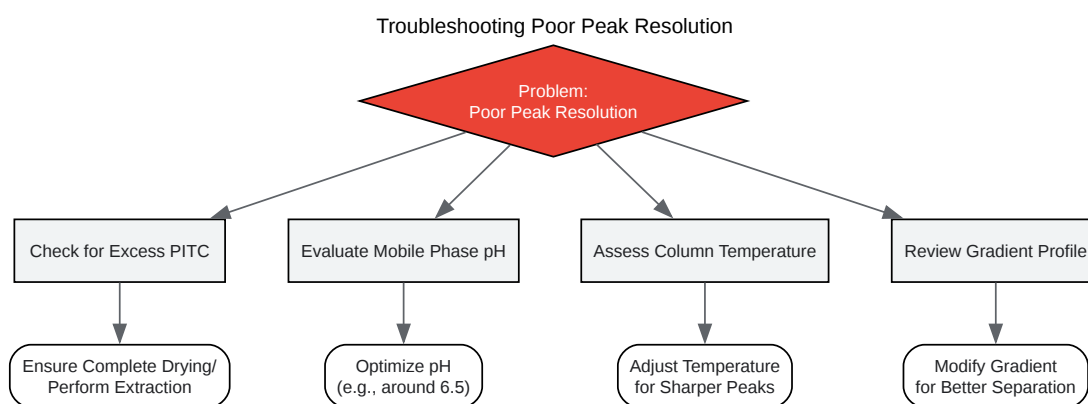 Troubleshooting Poor Peak Resolution
Problem:
Poor Peak Resolution
Check for Excess PITC
Evaluate Mobile Phase pH
Assess Column Temperature
Review Gradient Profile
Ensure Complete Drying/
Perform Extraction
Optimize pH
(e.g., around 6.5)
Adjust Temperature
for Sharper Peaks
Modify Gradient
for Better Separation